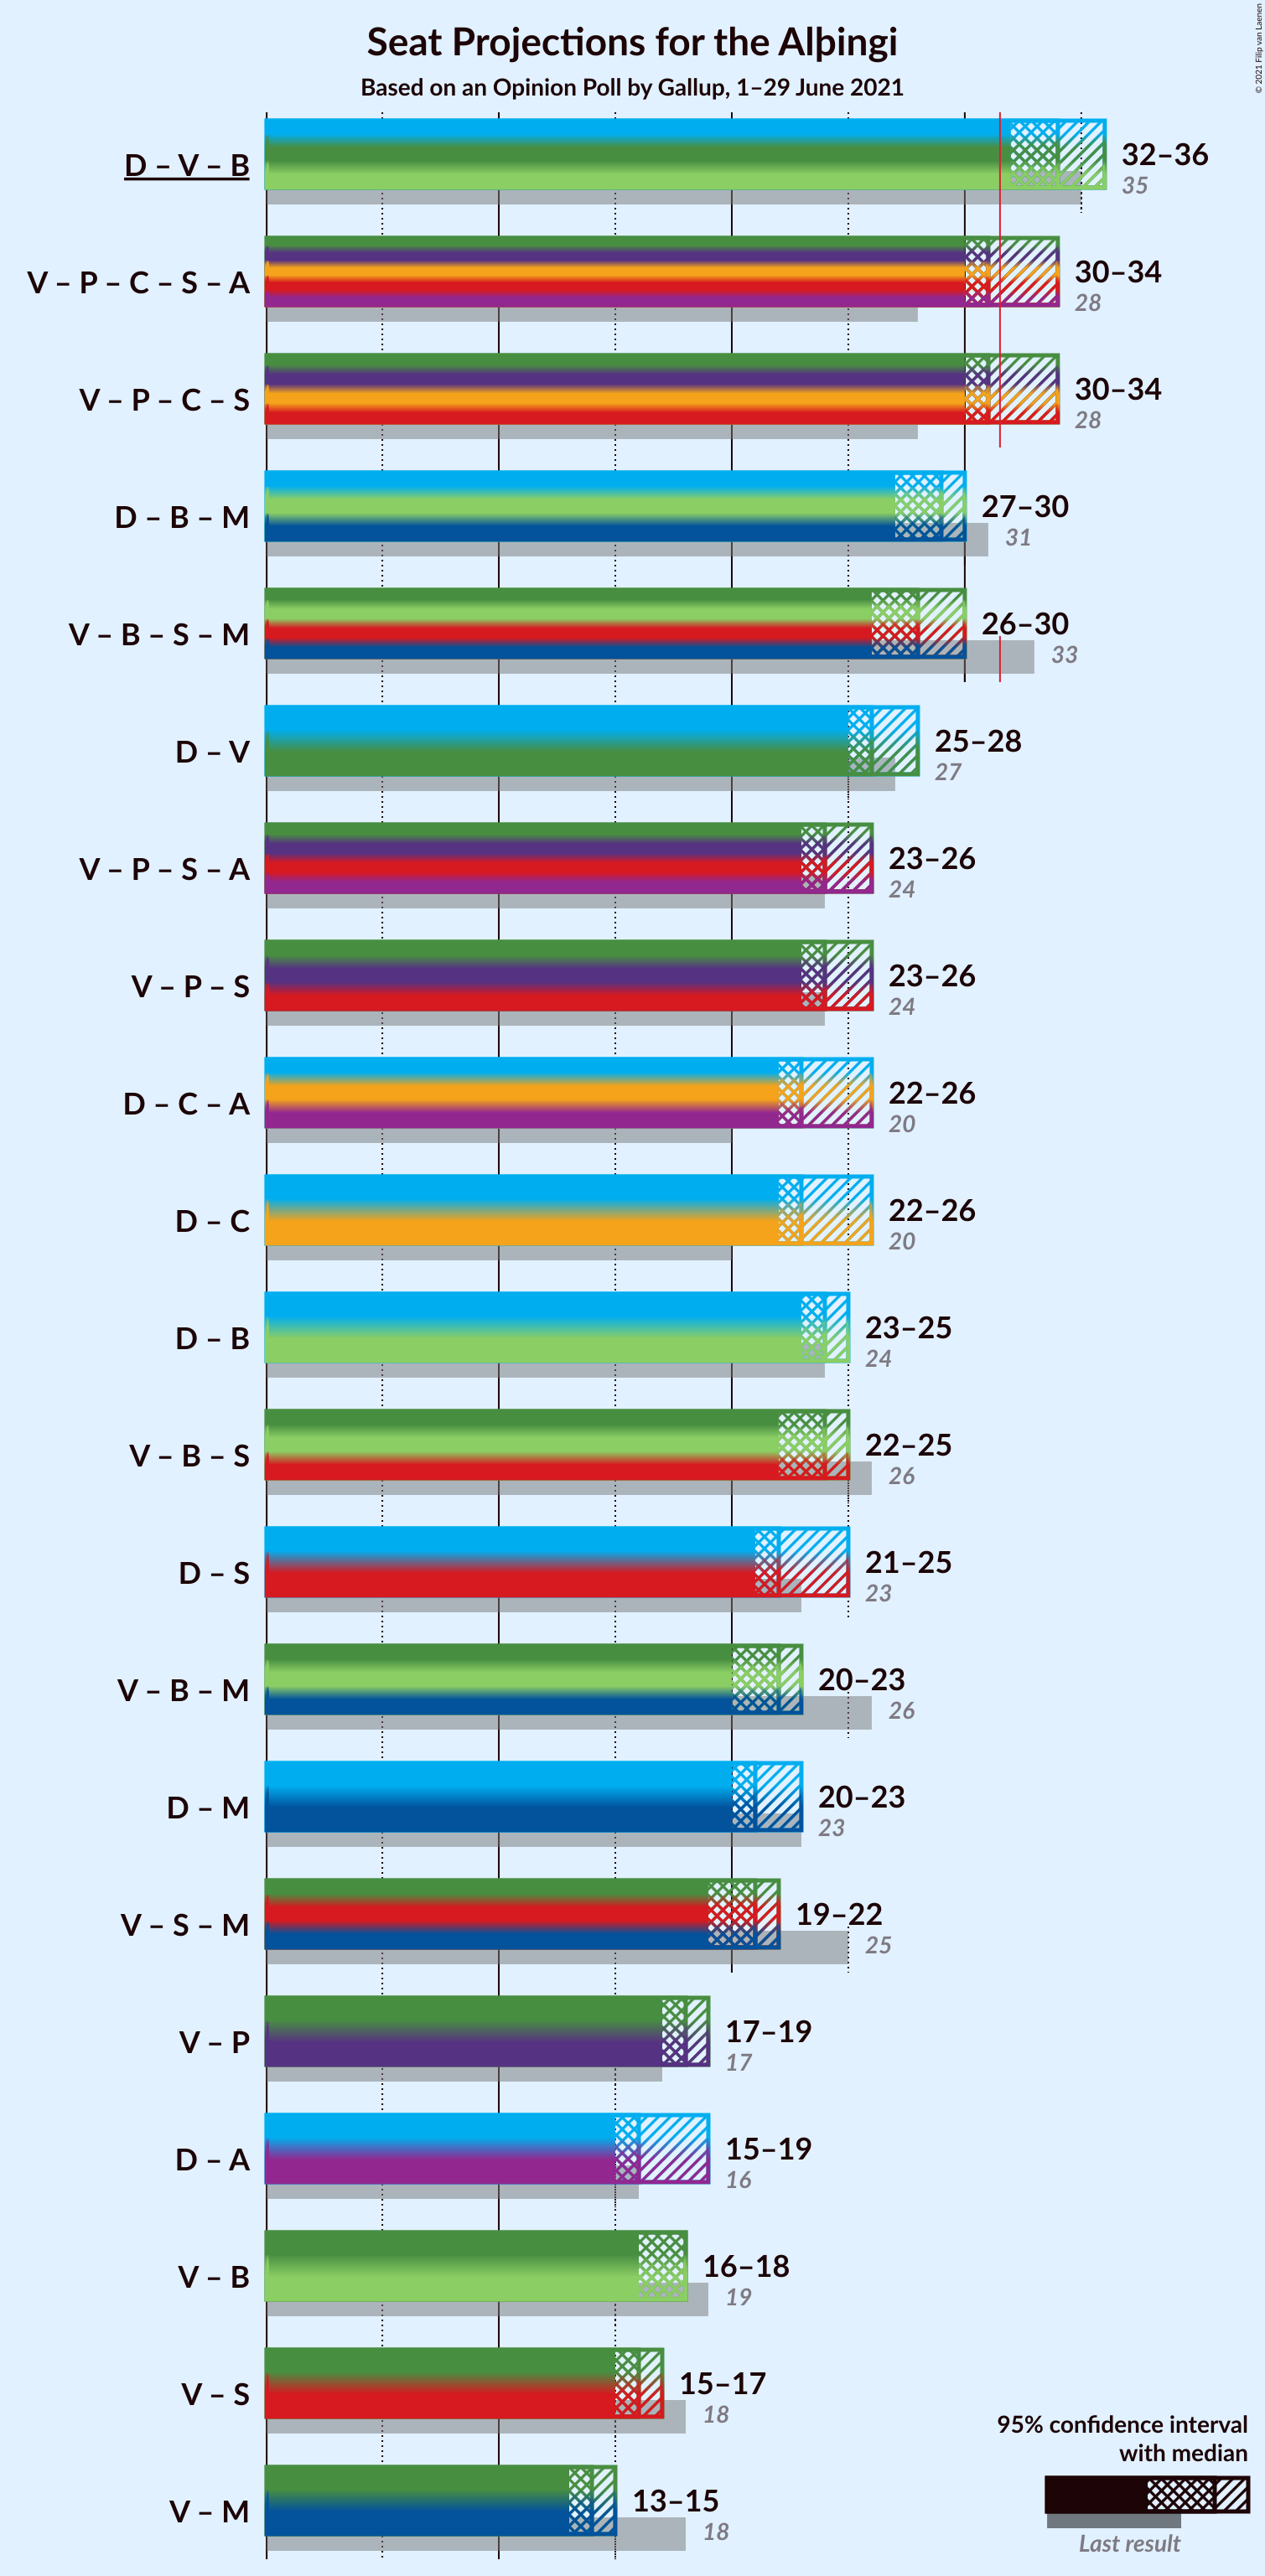 Seat Projections for the Alþingi
Based on an Opinion Poll by Gallup, 1–29 June 2021
© 2021 Filip van Laenen
D – V – B
32–36
35
V – P – C – S – A
30–34
28
V – P – C – S
30–34
28
D – B – M
27–30
31
V – B – S – M
26–30
33
D – V
25–28
27
V – P – S – A
23–26
24
V – P – S
23–26
24
D – C – A
22–26
20
D – C
22–26
20
D – B
23–25
24
V – B – S
22–25
26
D – S
21–25
23
V – B – M
20–23
26
D – M
20–23
23
V – S – M
19–22
25
V – P
17–19
17
D – A
15–19
16
V – B
16–18
19
V – S
15–17
18
V – M
13–15
18
95% confidence interval
with median
Last result